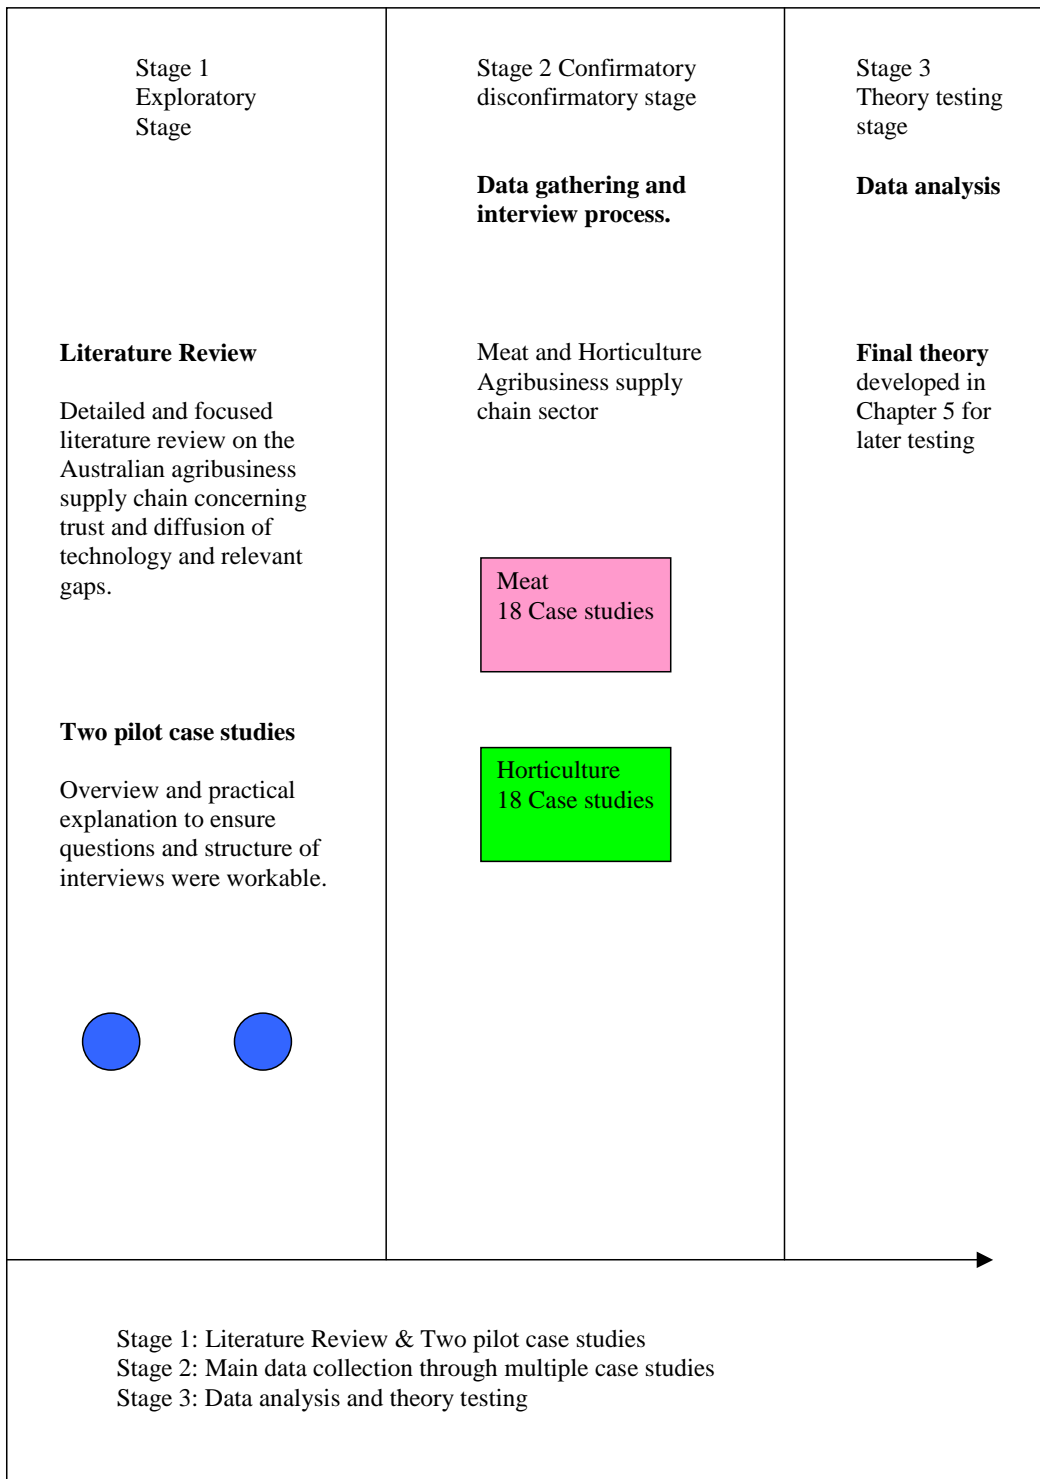 Stage 1
Exploratory
Stage
Literature Review
Detailed and focused
literature review on the
Australian agribusiness
supply chain concerning
trust and diffusion of
technology and relevant
gaps.
Two pilot case studies
Overview and practical
explanation to ensure
questions and structure of
interviews were workable.
Stage 2 Confirmatory
disconfirmatory stage
Data gathering and
interview process.
Meat and Horticulture
Agribusiness supply
chain sector
Meat
18 Case studies
Horticulture
18 Case studies
Stage 3
Theory testing
stage
Data analysis
Final theory
developed in
Chapter 5 for
later testing
Stage 1: Literature Review & Two pilot case studies
Stage 2: Main data collection through multiple case studies
Stage 3: Data analysis and theory testing